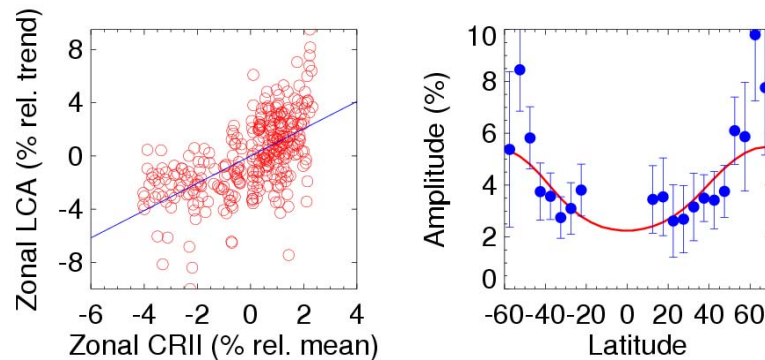 Zonal LCA (% rel. trend)
8
4
0
-4
-8
-6 -4 -2 0 2 4
Zonal CRII (% rel. mean)
Amplitude (%)
10
8
6
4
2
0
-60 -40 -20 0 20 40 60
Latitude